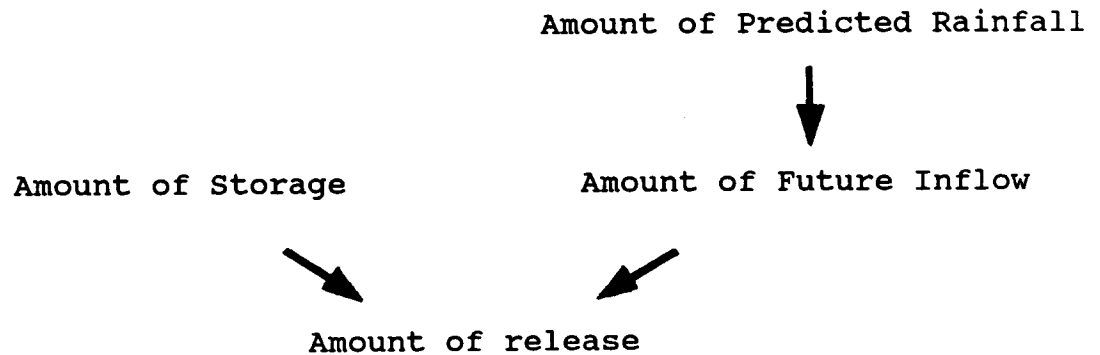 Amount of Predicted Rainfall
Amount of Storage
Amount of Future Inflow
Amount of release